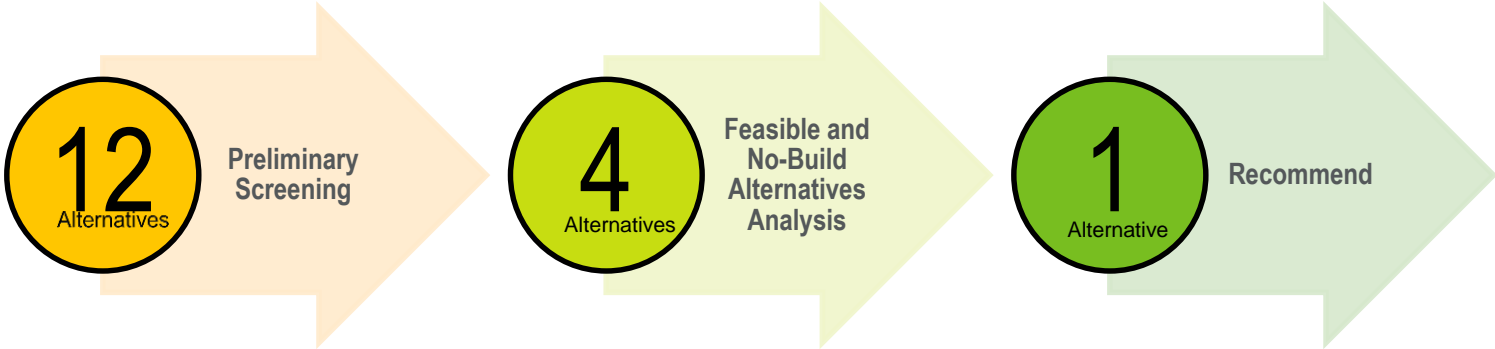 12
Alternatives
Preliminary
Screening
4
Alternatives
Feasible and
No-Build
Alternatives
Analysis
1
Alternative
Recommend